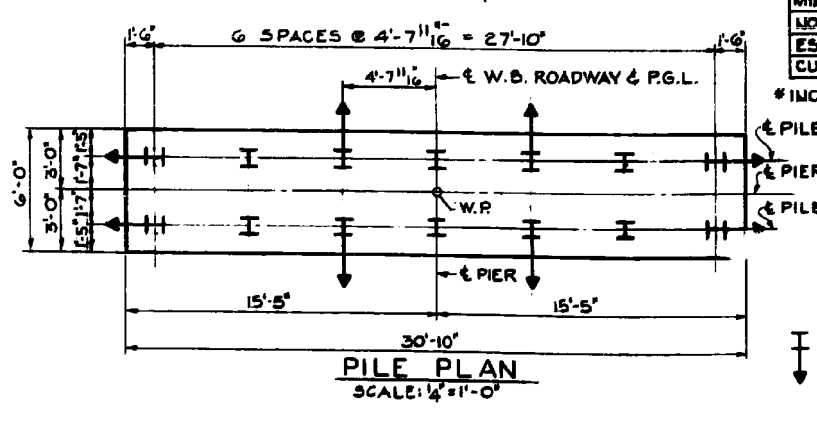 1'-6" 6 SPACES @ 4'-7 11/16" = 27'-10" 1'-6"
4'-7 11/16"
℄ W.B. ROADWAY & P.G.L.
# INC
℄ PILE
℄ PIER
℄ PILE
6'-0"
3'-0"
3'-0"
1'-5"
1'-7"
1'-7"
1'-5"
W.P.
℄ PIER
15'-5" 15'-5"
30'-10"
PILE PLAN
SCALE: 1/4" = 1'-0"
NO
ES
CU